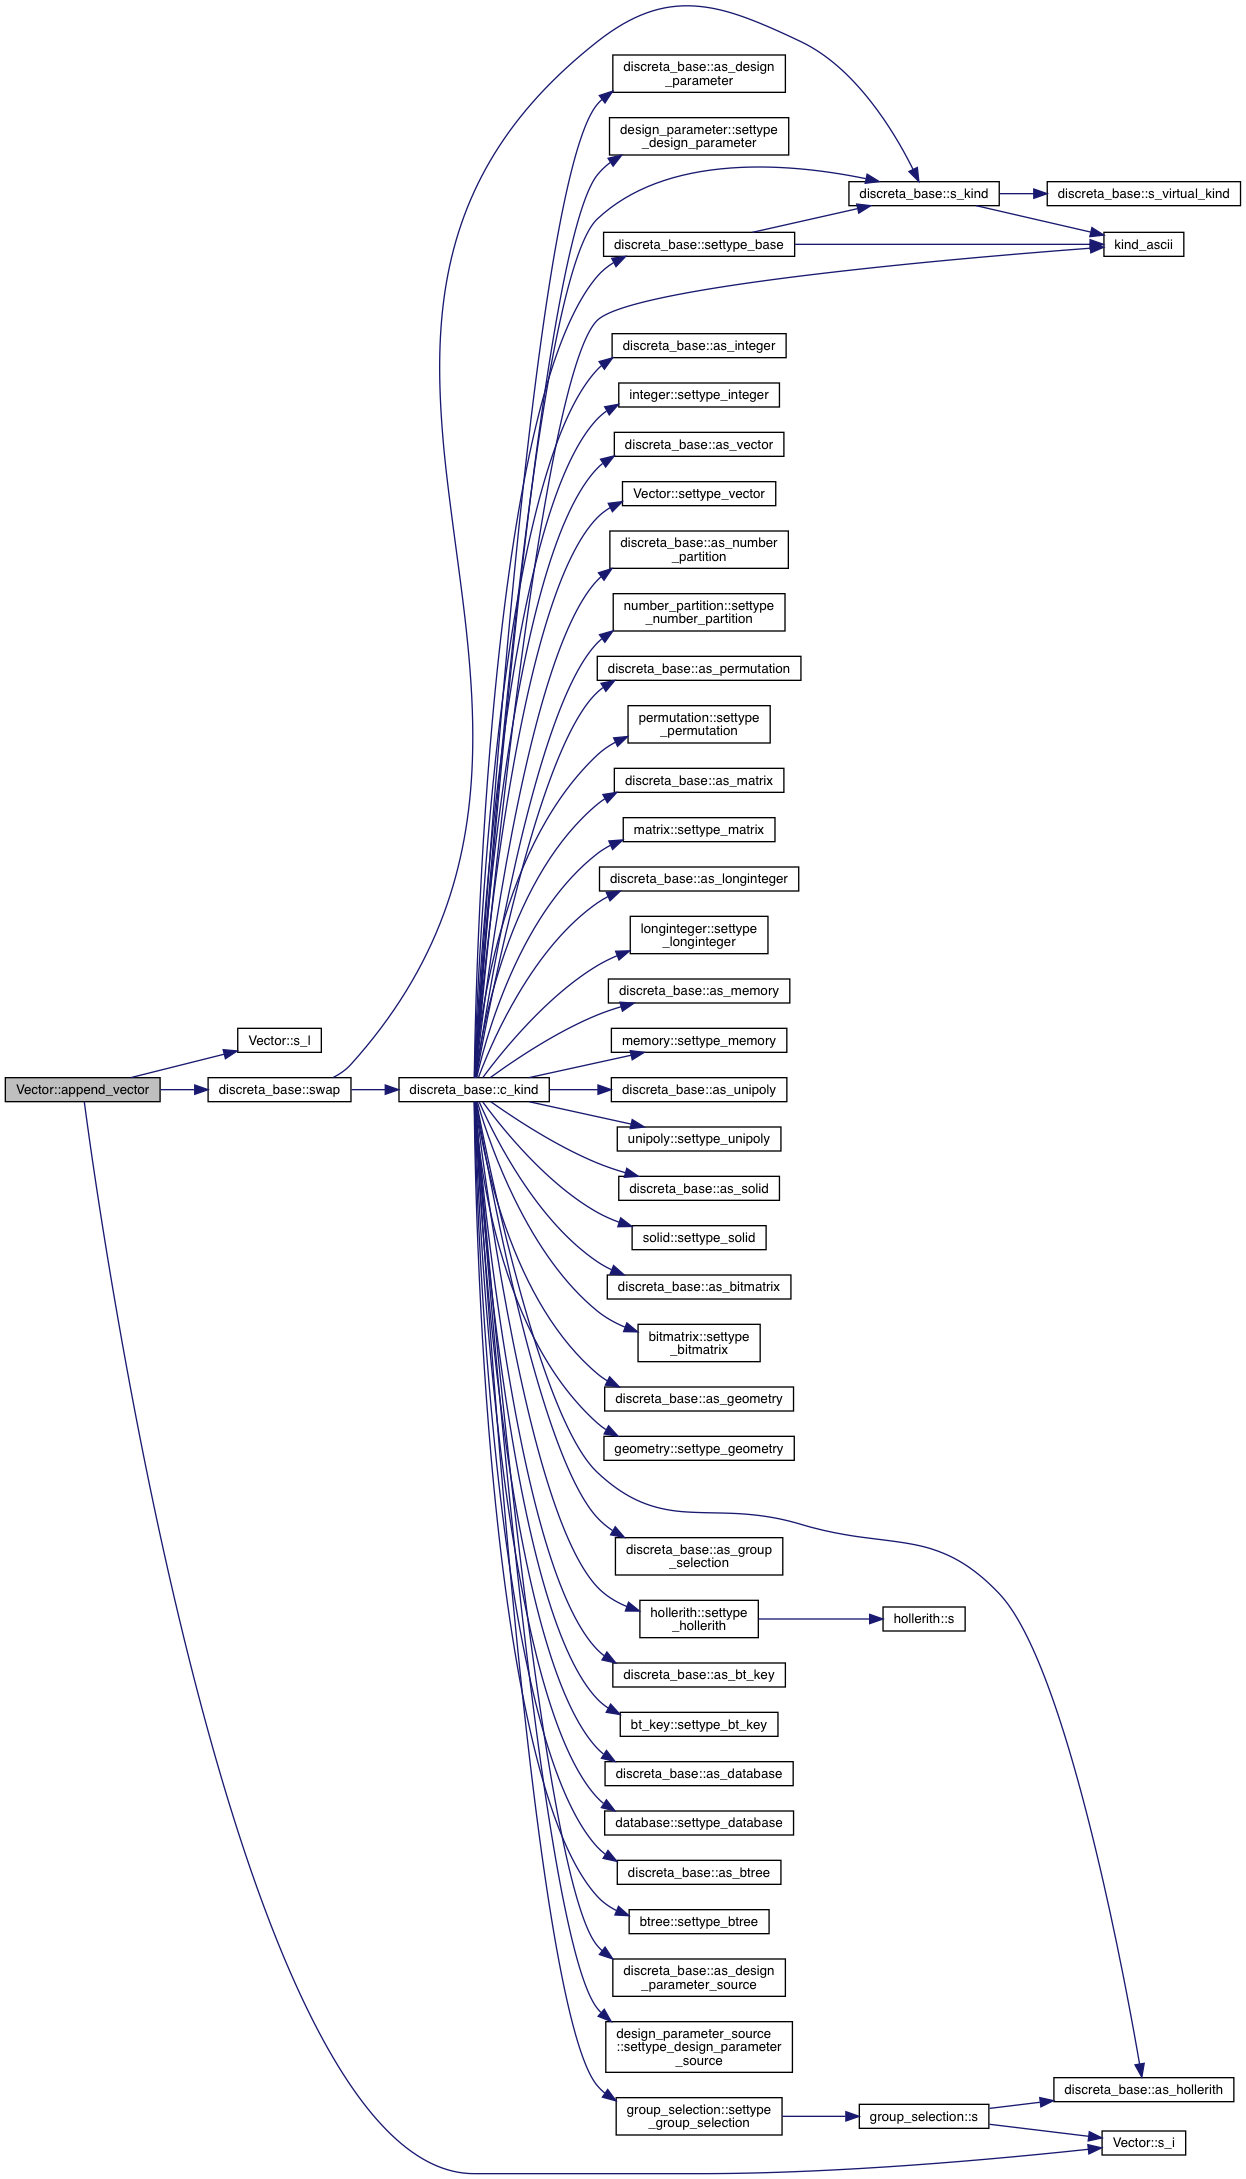 discreta_base::as_design
_parameter
design_parameter::settype
_design_parameter
discreta_base::s_kind
discreta_base::s_virtual_kind
discreta_base::settype_base
kind_ascii
discreta_base::as_integer
integer::settype_integer
discreta_base::as_vector
Vector::settype_vector
discreta_base::as_number
_partition
number_partition::settype
_number_partition
discreta_base::as_permutation
permutation::settype
_permutation
discreta_base::as_matrix
matrix::settype_matrix
discreta_base::as_longinteger
longinteger::settype
_longinteger
discreta_base::as_memory
Vector::s_l
memory::settype_memory
Vector::append_vector
discreta_base::swap
discreta_base::c_kind
discreta_base::as_unipoly
unipoly::settype_unipoly
discreta_base::as_solid
solid::settype_solid
discreta_base::as_bitmatrix
bitmatrix::settype
_bitmatrix
discreta_base::as_geometry
geometry::settype_geometry
discreta_base::as_group
_selection
hollerith::settype
_hollerith
hollerith::s
discreta_base::as_bt_key
bt_key::settype_bt_key
discreta_base::as_database
database::settype_database
discreta_base::as_btree
btree::settype_btree
discreta_base::as_design
_parameter_source
design_parameter_source
::settype_design_parameter
_source
discreta_base::as_hollerith
group_selection::settype
_group_selection
group_selection::s
Vector::s_i